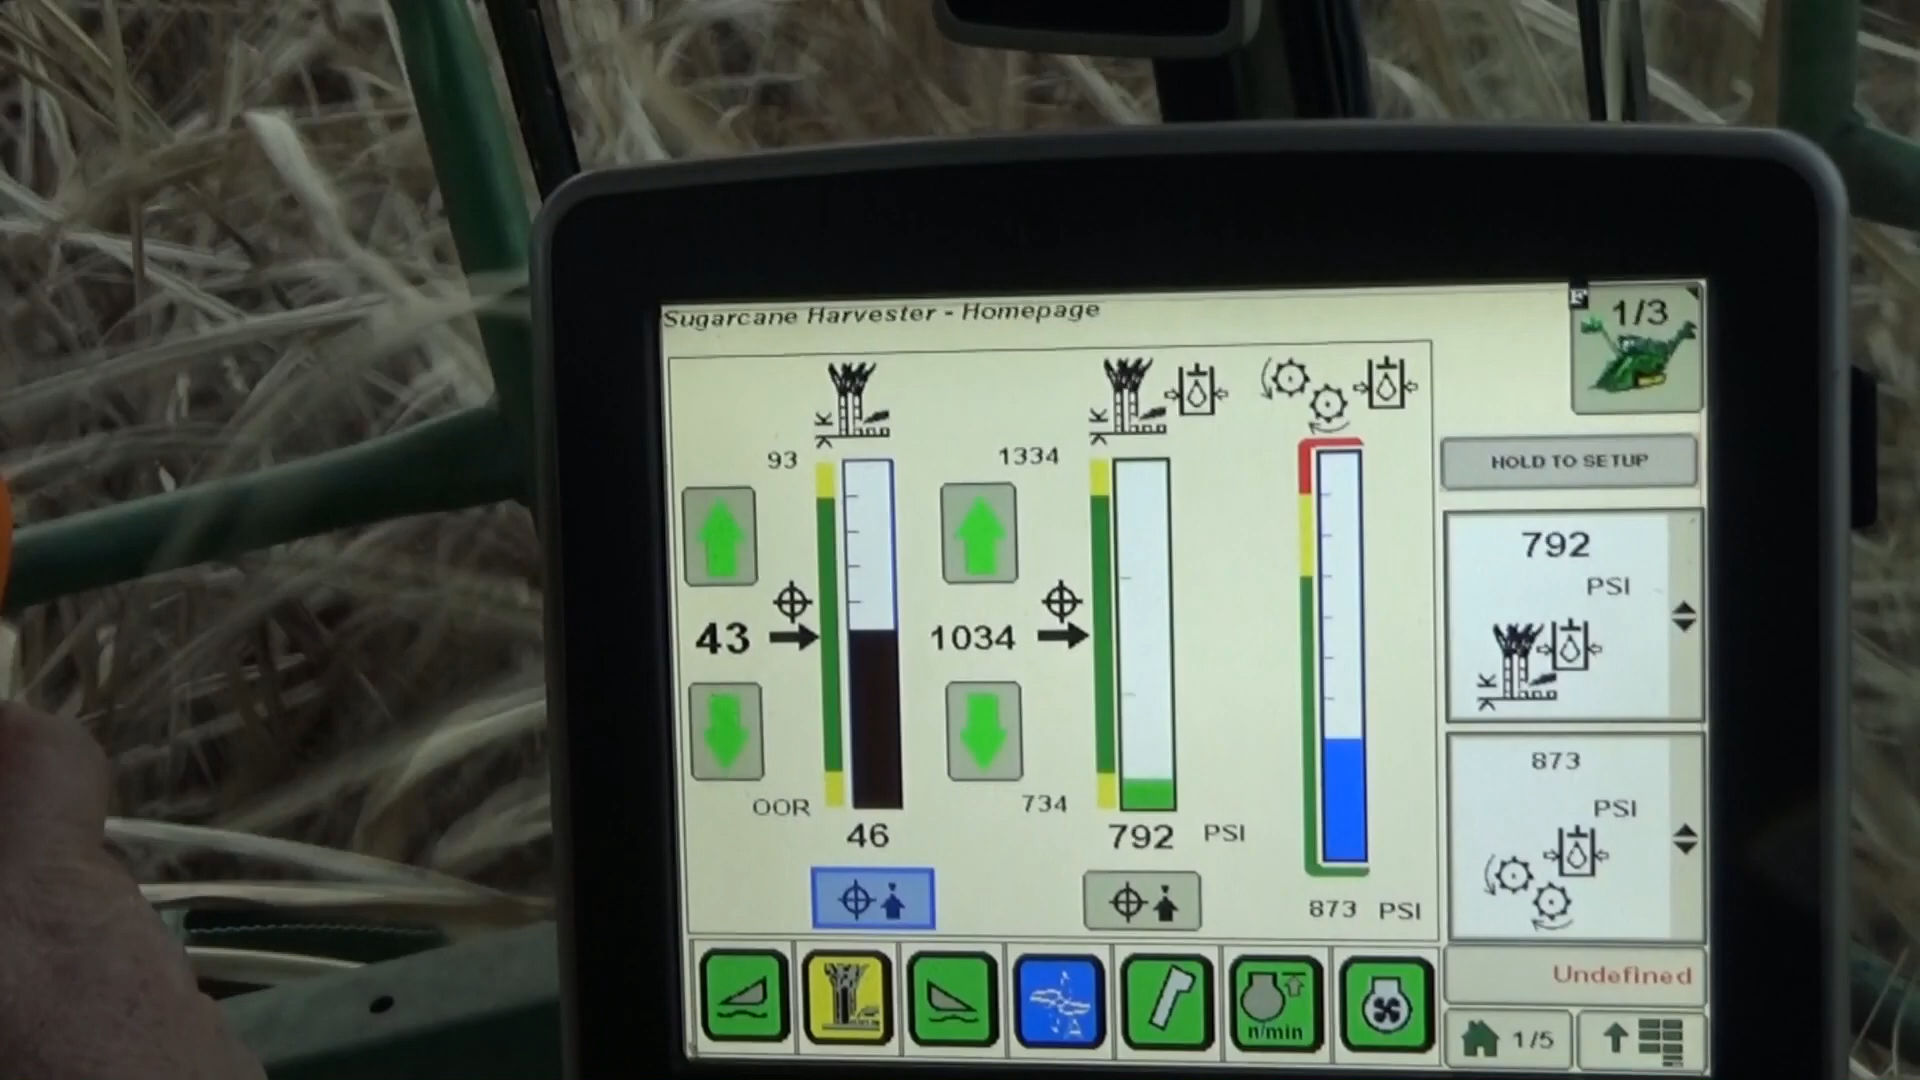 Sugarcane Harvester - Homepage
F
1/3
93
1334
HOLD TO SETUP
792
PSI
43
1034
873
PSI
OOR
734
46
792 PSI
873 PSI
Undefined
n/min
1/5